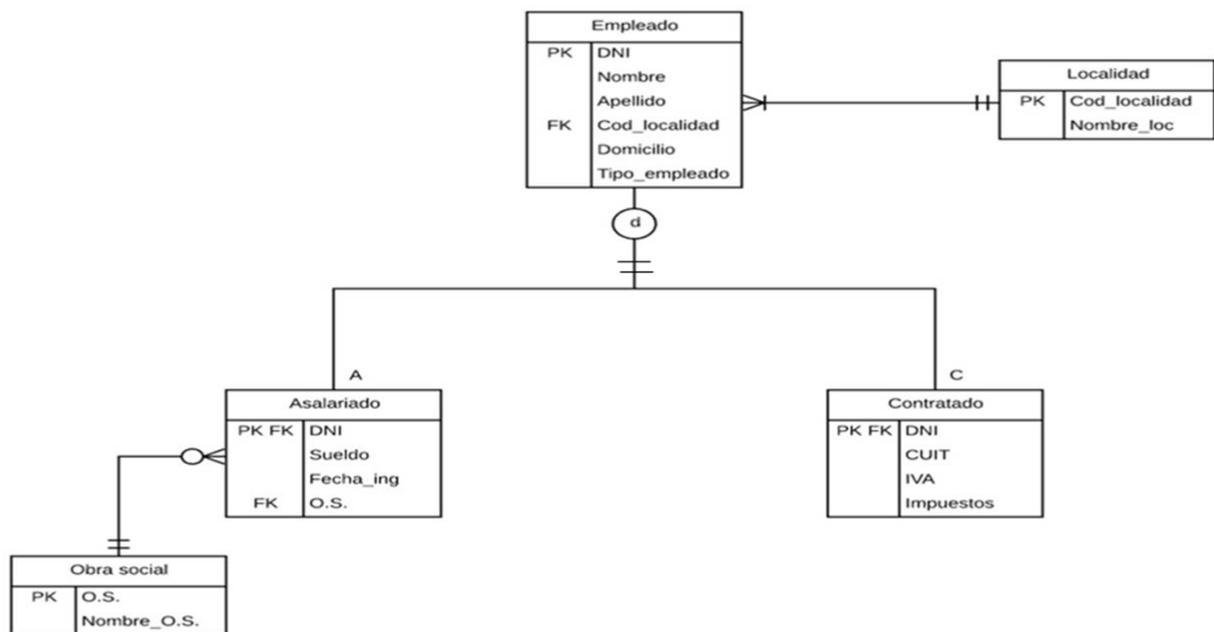 Empleado
PK DNI
Nombre
Apellido
FK Cod_localidad
Domicilio
Tipo_empleado
Localidad
PK Cod_localidad
Nombre_loc
d
A
C
Asalariado
PK FK DNI
Sueldo
Fecha_ing
FK O.S.
Contratado
PK FK DNI
CUIT
IVA
Impuestos
Obra social
PK O.S.
Nombre_O.S.